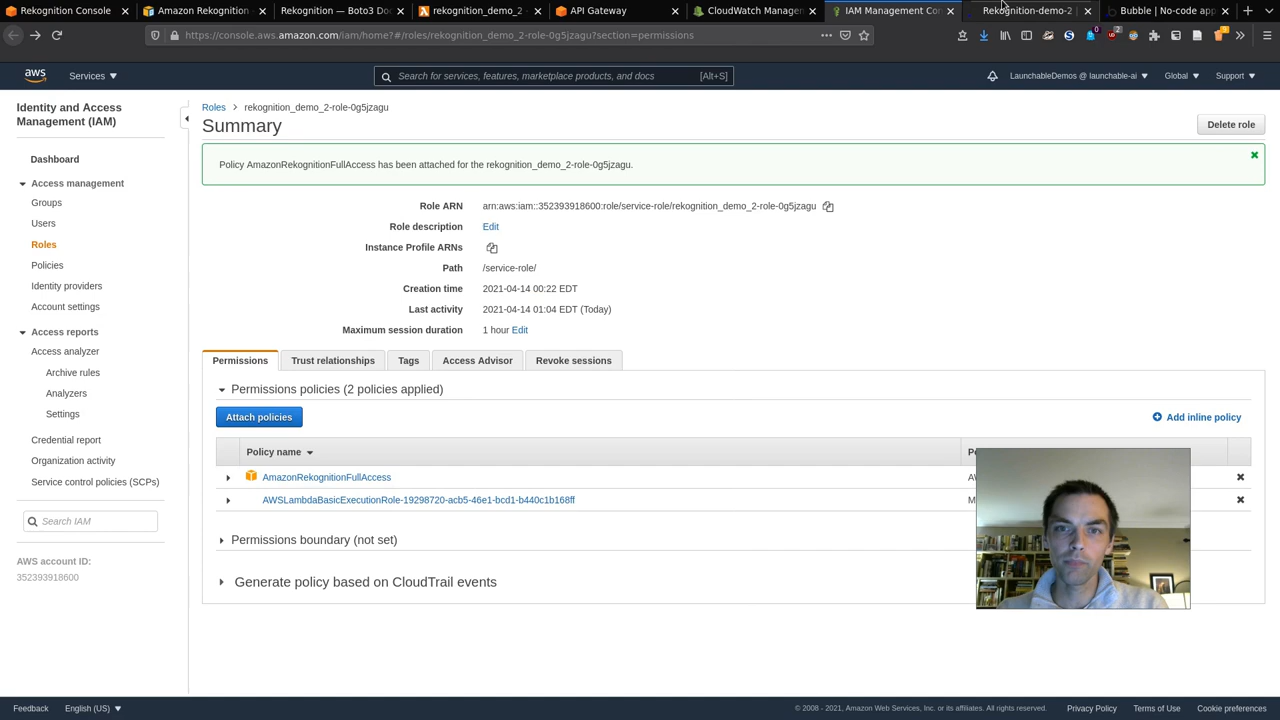 Rekognition Console
Amazon Rekognition
Rekognition — Boto3 Do
rekognition_demo_2 -
API Gateway
CloudWatch Managem
IAM Management Con
Rekognition-demo-2
Bubble | No-code app
https://console.aws.amazon.com/iam/home?#/roles/rekognition_demo_2-role-0g5jzagu?section=permissions
aws
Services
Search for services, features, marketplace products, and docs
[Alt+S]
LaunchableDemos @ launchable-ai
Global
Support
Identity and Access
Management (IAM)
Dashboard
Access management
Groups
Users
Roles
Policies
Identity providers
Account settings
Access reports
Access analyzer
Archive rules
Analyzers
Settings
Credential report
Organization activity
Service control policies (SCPs)
Search IAM
AWS account ID:
352393918600
Roles > rekognition_demo_2-role-0g5jzagu
Summary
Delete role
Policy AmazonRekognitionFullAccess has been attached for the rekognition_demo_2-role-0g5jzagu.
Role ARN arn:aws:iam::352393918600:role/service-role/rekognition_demo_2-role-0g5jzagu
Role description Edit
Instance Profile ARNs
Path /service-role/
Creation time 2021-04-14 00:22 EDT
Last activity 2021-04-14 01:04 EDT (Today)
Maximum session duration 1 hour Edit
Permissions
Trust relationships
Tags
Access Advisor
Revoke sessions
Permissions policies (2 policies applied)
Attach policies
Add inline policy
Policy name
AmazonRekognitionFullAccess
AWSLambdaBasicExecutionRole-19298720-acb5-46e1-bcd1-b440c1b168ff
Permissions boundary (not set)
Generate policy based on CloudTrail events
Feedback
English (US)
© 2008 - 2021, Amazon Web Services, Inc. or its affiliates. All rights reserved.
Privacy Policy
Terms of Use
Cookie preferences